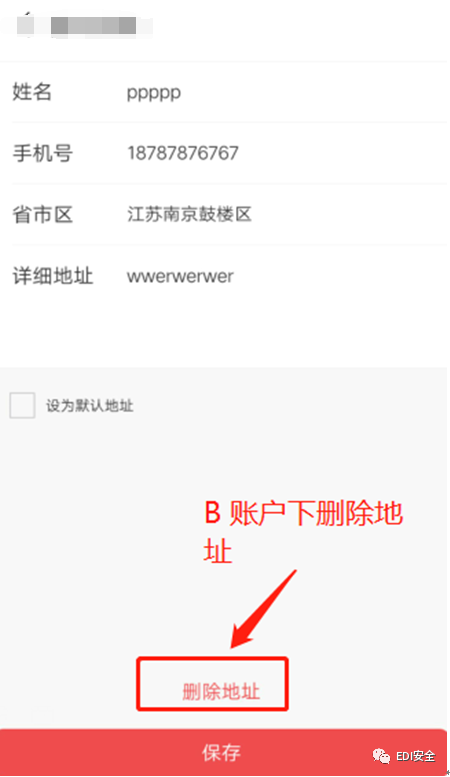 姓名 ppppp
手机号 18787876767
省市区 江苏南京鼓楼区
详细地址 wwerwerwer
设为默认地址
B 账户下删除地
址
删除地址
保存
EDI安全